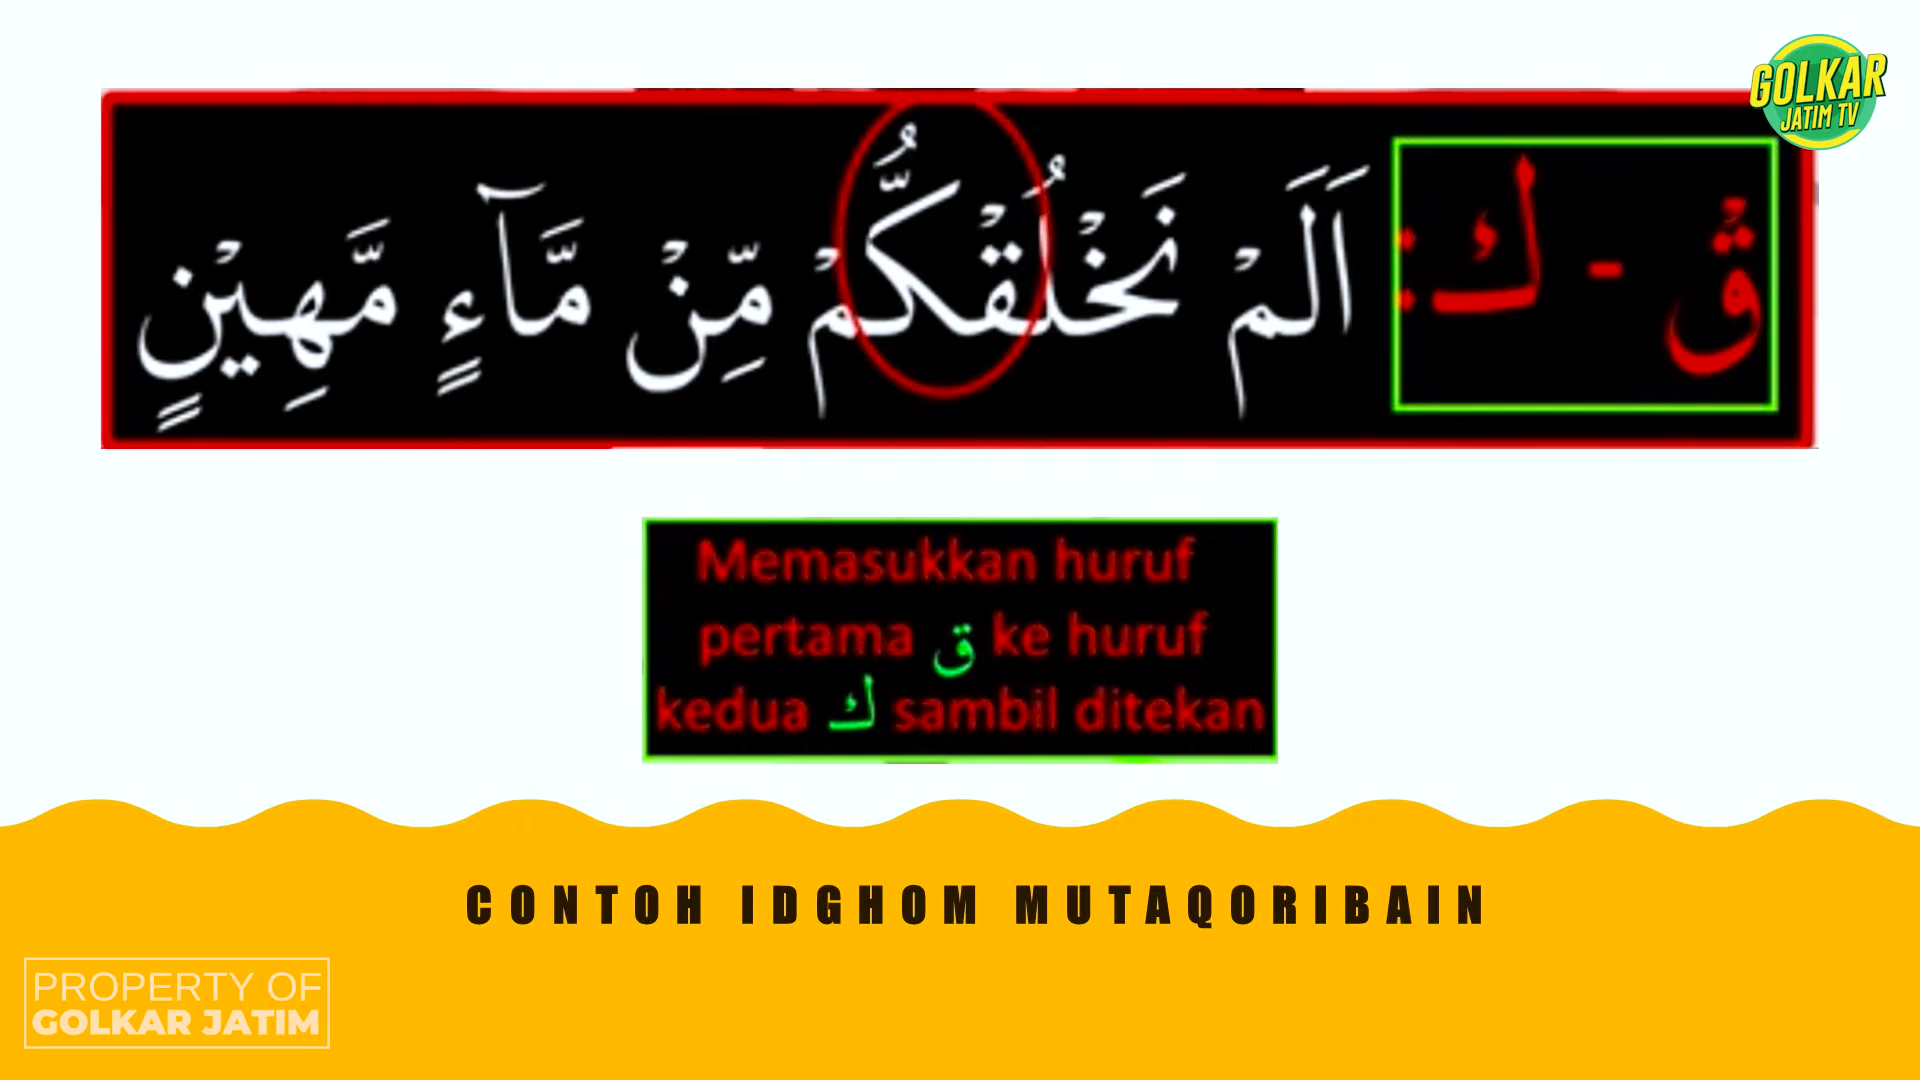 GOLKAR
JATIM TV
قْ - ك : اَلَمْ نَخْلُقْكُّمْ مِّنْ مَّآءٍ مَّهِيْنٍ
Memasukkan huruf
pertama ق ke huruf
kedua ك sambil ditekan
CONTOH IDGHOM MUTAQORIBAIN
PROPERTY OF
GOLKAR JATIM